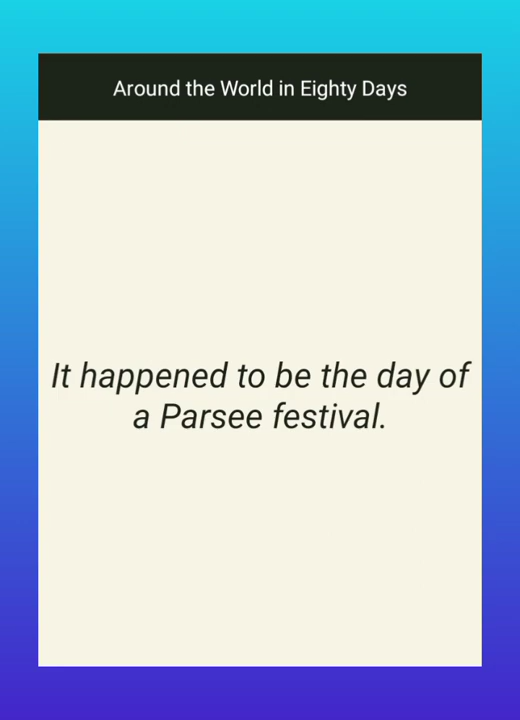 Around the World in Eighty Days
It happened to be the day of
a Parsee festival.